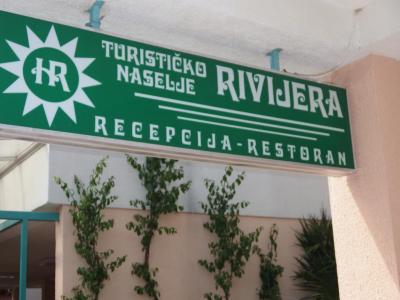 HR
TURISTIČKO
NASELJE
RIVIJERA
RECEPCIJA-RESTORAN